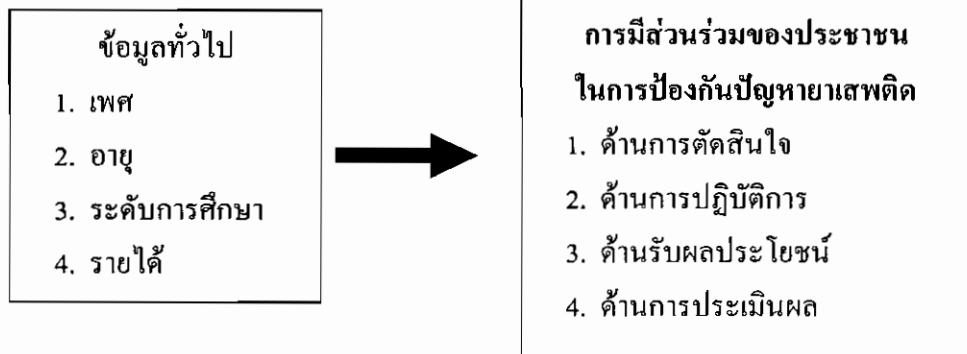 ข้อมูลทั่วไป
1. เพศ
2. อายุ
3. ระดับการศึกษา
4. รายได้
การมีส่วนร่วมของประชาชน
ในการป้องกันปัญหายาเสพติด
1. ด้านการตัดสินใจ
2. ด้านการปฏิบัติการ
3. ด้านรับผลประโยชน์
4. ด้านการประเมินผล